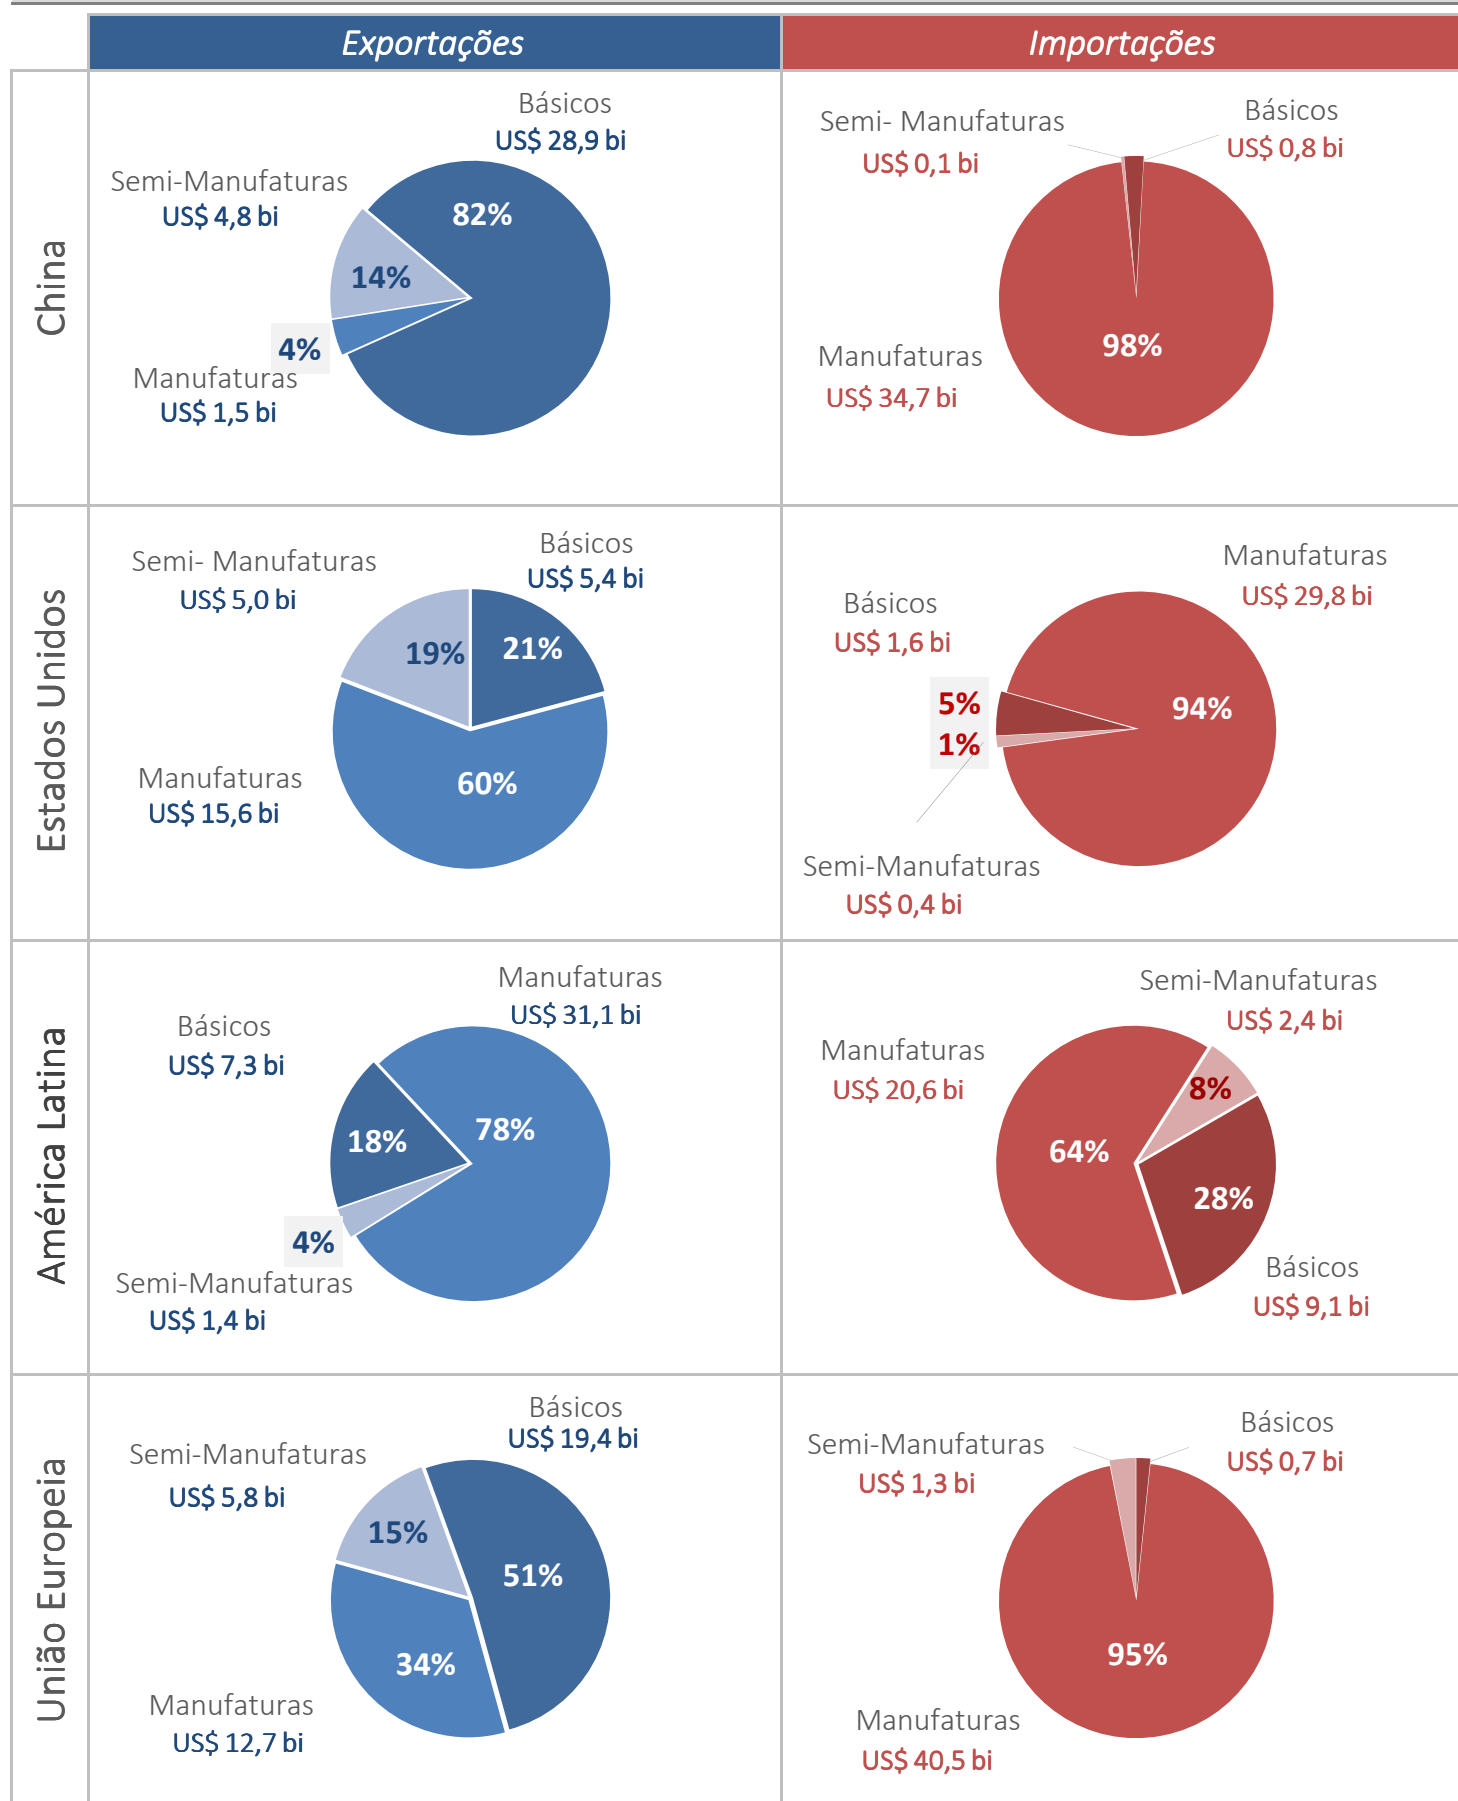 Exportações
Importações
China
Básicos
US$ 28,9 bi
Semi-Manufaturas
US$ 4,8 bi
82%
14%
4%
Manufaturas
US$ 1,5 bi
Semi- Manufaturas
US$ 0,1 bi
Básicos
US$ 0,8 bi
Manufaturas
US$ 34,7 bi
98%
Estados Unidos
Semi- Manufaturas
US$ 5,0 bi
Básicos
US$ 5,4 bi
19%
21%
Manufaturas
US$ 15,6 bi
60%
Manufaturas
US$ 29,8 bi
Básicos
US$ 1,6 bi
5%
1%
94%
Semi-Manufaturas
US$ 0,4 bi
América Latina
Manufaturas
US$ 31,1 bi
Básicos
US$ 7,3 bi
18%
78%
4%
Semi-Manufaturas
US$ 1,4 bi
Semi-Manufaturas
US$ 2,4 bi
Manufaturas
US$ 20,6 bi
8%
64%
28%
Básicos
US$ 9,1 bi
União Europeia
Básicos
US$ 19,4 bi
Semi-Manufaturas
US$ 5,8 bi
15%
51%
34%
Manufaturas
US$ 12,7 bi
Semi-Manufaturas
US$ 1,3 bi
Básicos
US$ 0,7 bi
95%
Manufaturas
US$ 40,5 bi